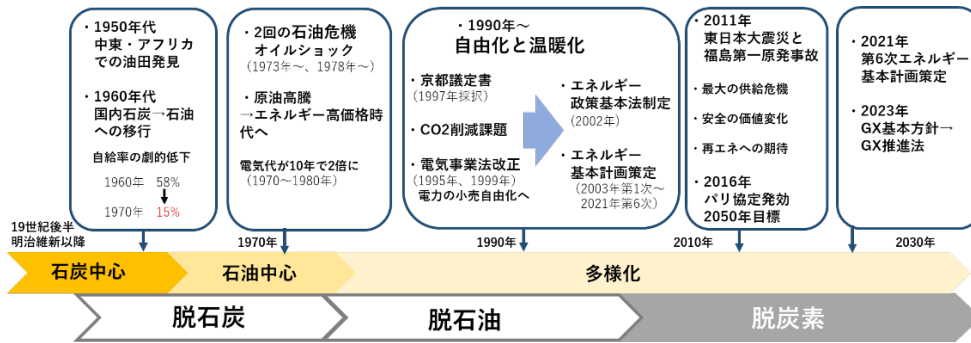 ・1950年代
中東・アフリカ
での油田発見
・1960年代
国内石炭→石油
への移行
自給率の劇的低下
1960年 58%
1970年 15%
・2回の石油危機
オイルショック
（1973年～、1978年～）
・原油高騰
→エネルギー高価格時
代へ
電気代が10年で2倍に
（1970～1980年）
・1990年～
自由化と温暖化
・京都議定書
（1997年採択）
・CO2削減課題
・電気事業法改正
（1995年、1999年）
電力の小売自由化へ
・エネルギー
政策基本法制定
（2002年）
・エネルギー
基本計画策定
（2003年第1次～
2021年第6次）
・2011年
東日本大震災と
福島第一原発事故
・最大の供給危機
・安全の価値変化
・再エネへの期待
・2016年
パリ協定発効
2050年目標
・2021年
第6次エネルギー
基本計画策定
・2023年
GX基本方針→
GX推進法
19世紀後半
明治維新以降
1970年
1990年
2010年
2030年
石炭中心
石油中心
多様化
脱石炭
脱石油
脱炭素